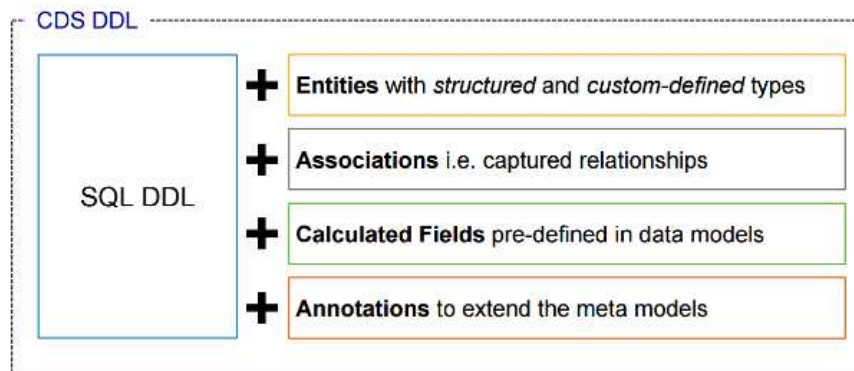 CDS DDL
SQL DDL
Entities with structured and custom-defined types
Associations i.e. captured relationships
Calculated Fields pre-defined in data models
Annotations to extend the meta models